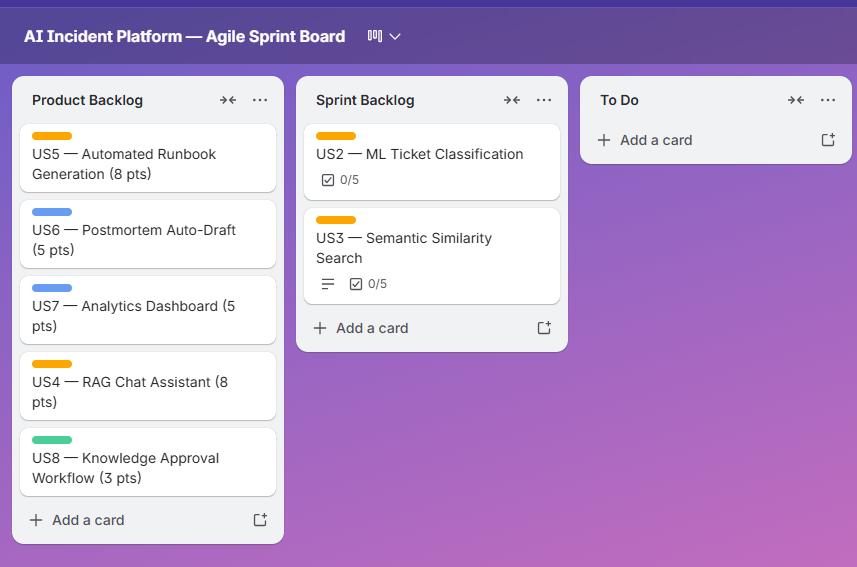 AI Incident Platform — Agile Sprint Board
Product Backlog
US5 — Automated Runbook
Generation (8 pts)
US6 — Postmortem Auto-Draft
(5 pts)
US7 — Analytics Dashboard (5
pts)
US4 — RAG Chat Assistant (8
pts)
US8 — Knowledge Approval
Workflow (3 pts)
Add a card
Sprint Backlog
US2 — ML Ticket Classification
0/5
US3 — Semantic Similarity
Search
0/5
Add a card
To Do
Add a card